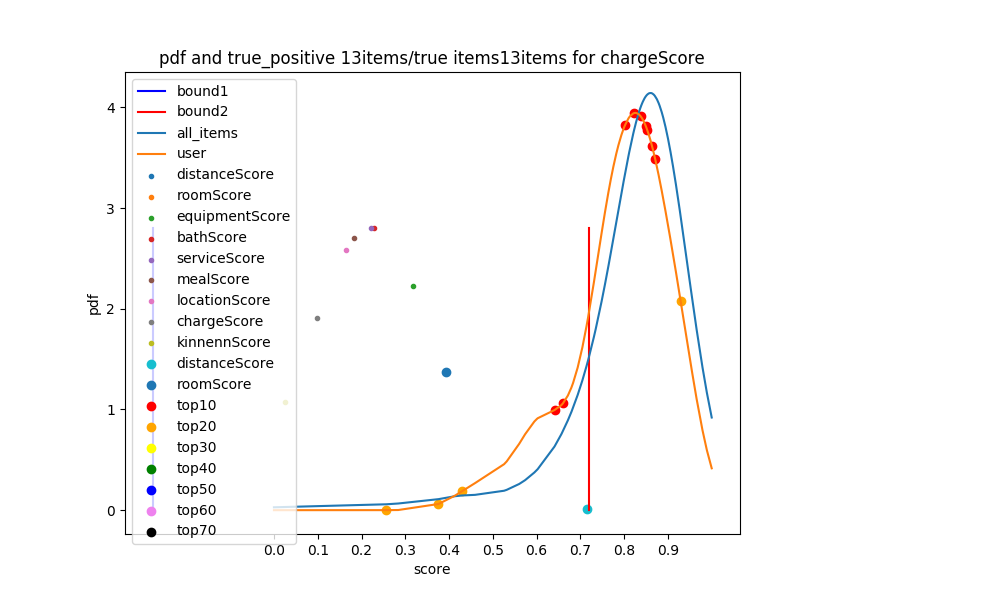 pdf and true_positive 13items/true items13items for chargeScore
bound1
bound2
all_items
user
distanceScore
roomScore
equipmentScore
bathScore
serviceScore
mealScore
locationScore
chargeScore
kinnennScore
distanceScore
roomScore
top10
top20
top30
top40
top50
top60
top70
4
3
2
1
0
pdf
0.0 0.1 0.2 0.3 0.4 0.5 0.6 0.7 0.8 0.9
score